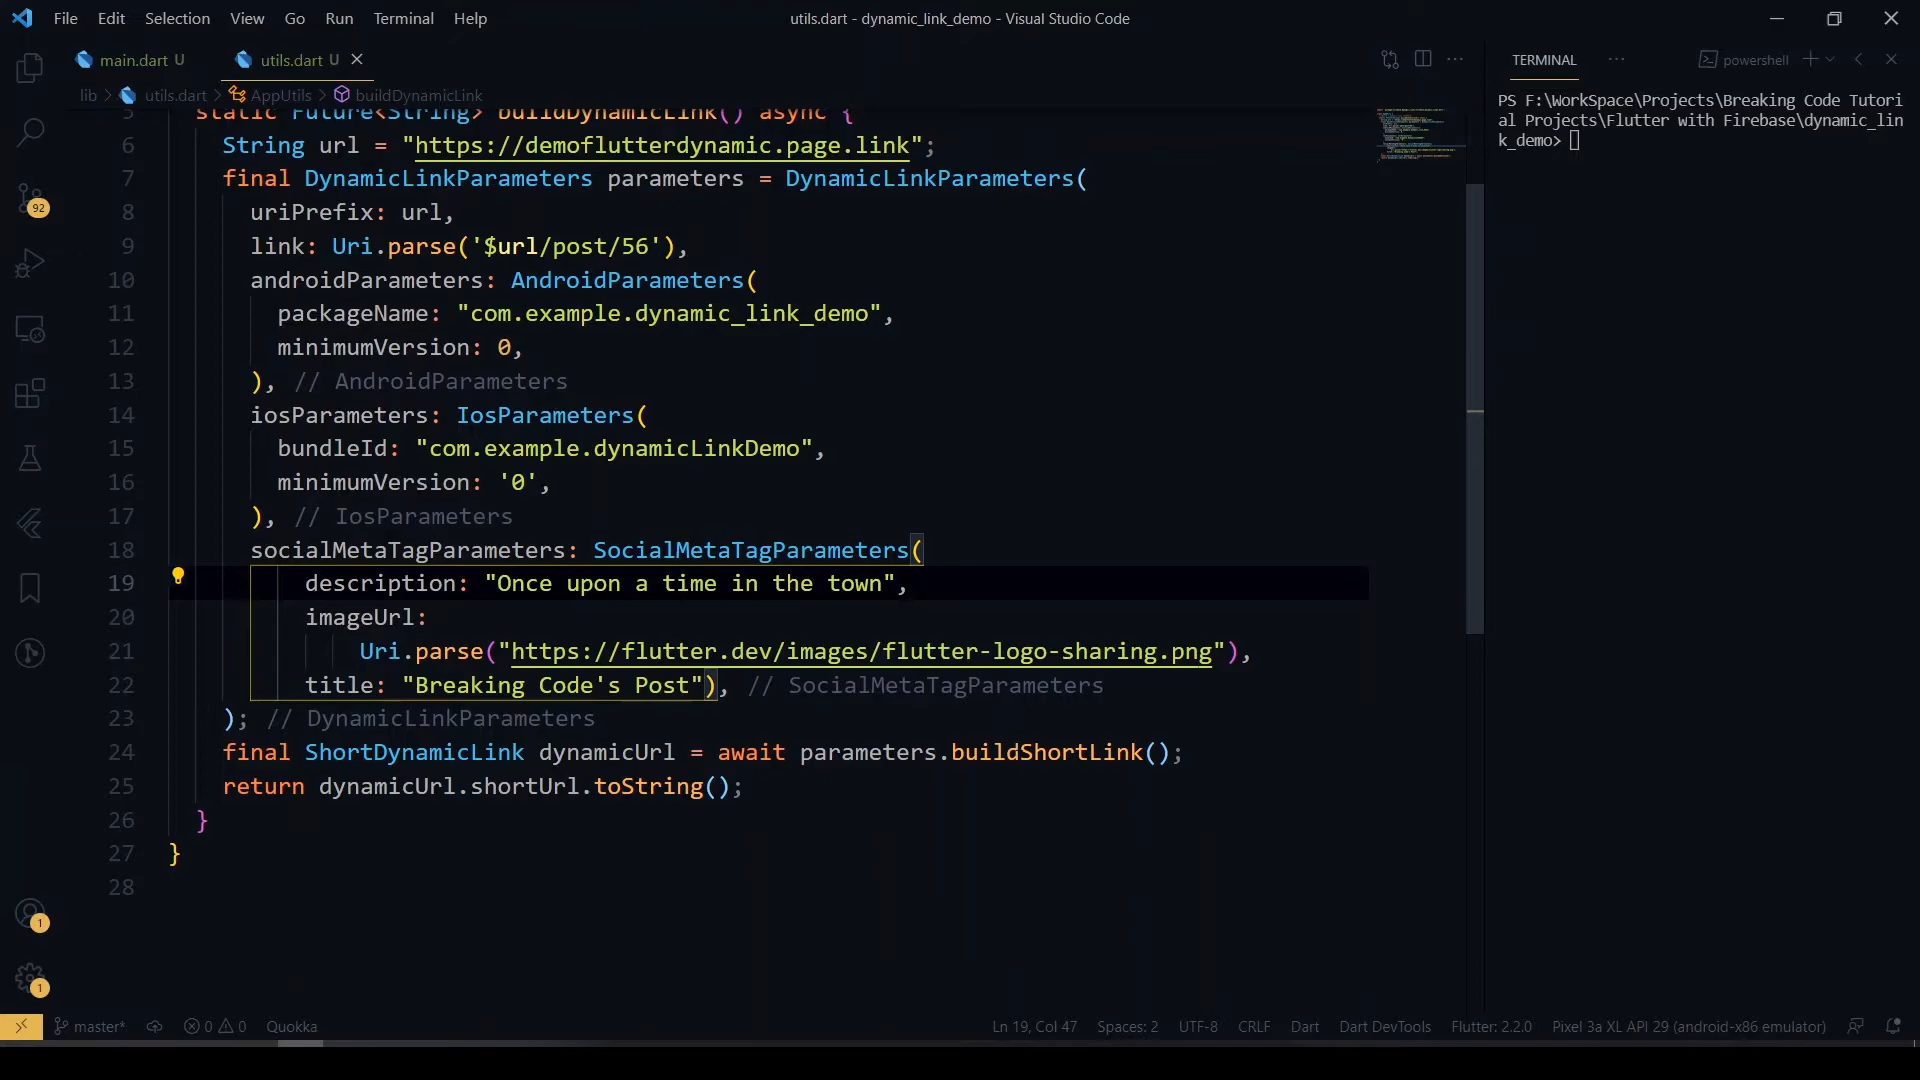 File Edit Selection View Go Run Terminal Help
utils.dart - dynamic_link_demo - Visual Studio Code
main.dart U
utils.dart U
lib > utils.dart > AppUtils > buildDynamicLink
5 static Future<String> buildDynamicLink() async {
6 String url = "https://demoflutterdynamic.page.link";
7 final DynamicLinkParameters parameters = DynamicLinkParameters(
8 uriPrefix: url,
9 link: Uri.parse('$url/post/56'),
10 androidParameters: AndroidParameters(
11 packageName: "com.example.dynamic_link_demo",
12 minimumVersion: 0,
13 ), // AndroidParameters
14 iosParameters: IosParameters(
15 bundleId: "com.example.dynamicLinkDemo",
16 minimumVersion: '0',
17 ), // IosParameters
18 socialMetaTagParameters: SocialMetaTagParameters(
19 description: "Once upon a time in the town",
20 imageUrl:
21 Uri.parse("https://flutter.dev/images/flutter-logo-sharing.png"),
22 title: "Breaking Code's Post"), // SocialMetaTagParameters
23 ); // DynamicLinkParameters
24 final ShortDynamicLink dynamicUrl = await parameters.buildShortLink();
25 return dynamicUrl.shortUrl.toString();
26 }
27 }
28
TERMINAL
powershell
PS F:\WorkSpace\Projects\Breaking Code Tutori
al Projects\Flutter with Firebase\dynamic_lin
k_demo>
92
1
1
master*
0 0
Quokka
Ln 19, Col 47
Spaces: 2
UTF-8
CRLF
Dart
Dart DevTools
Flutter: 2.2.0
Pixel 3a XL API 29 (android-x86 emulator)